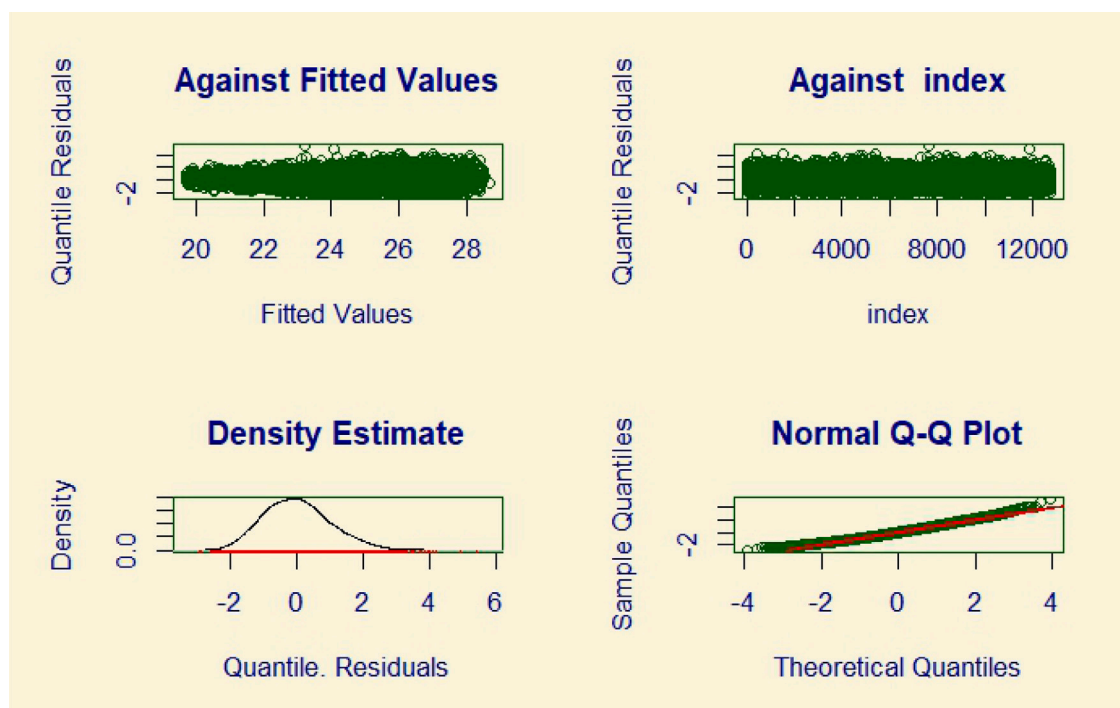 Against Fitted Values
Quantile Residuals
-2
20 22 24 26 28
Fitted Values
Against index
Quantile Residuals
-2
0 4000 8000 12000
index
Density Estimate
Density
0.0
-2 0 2 4 6
Quantile. Residuals
Normal Q-Q Plot
Sample Quantiles
-2
-4 -2 0 2 4
Theoretical Quantiles